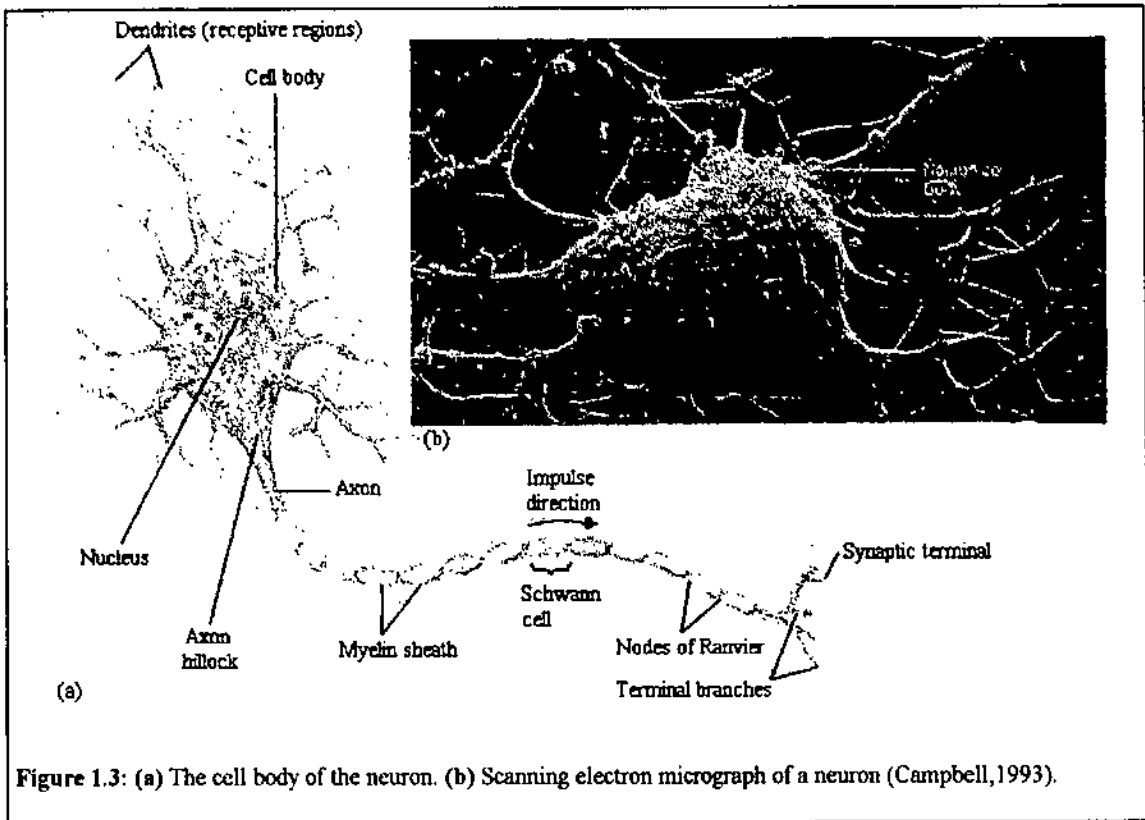 Dendrites (receptive regions)
Cell body
(b)
Axon
Impulse
direction
Nucleus
Synaptic terminal
Schwann
cell
Axon
hillock
Myelin sheath
Nodes of Ranvier
Terminal branches
(a)
Figure 1.3: (a) The cell body of the neuron. (b) Scanning electron micrograph of a neuron (Campbell,1993).